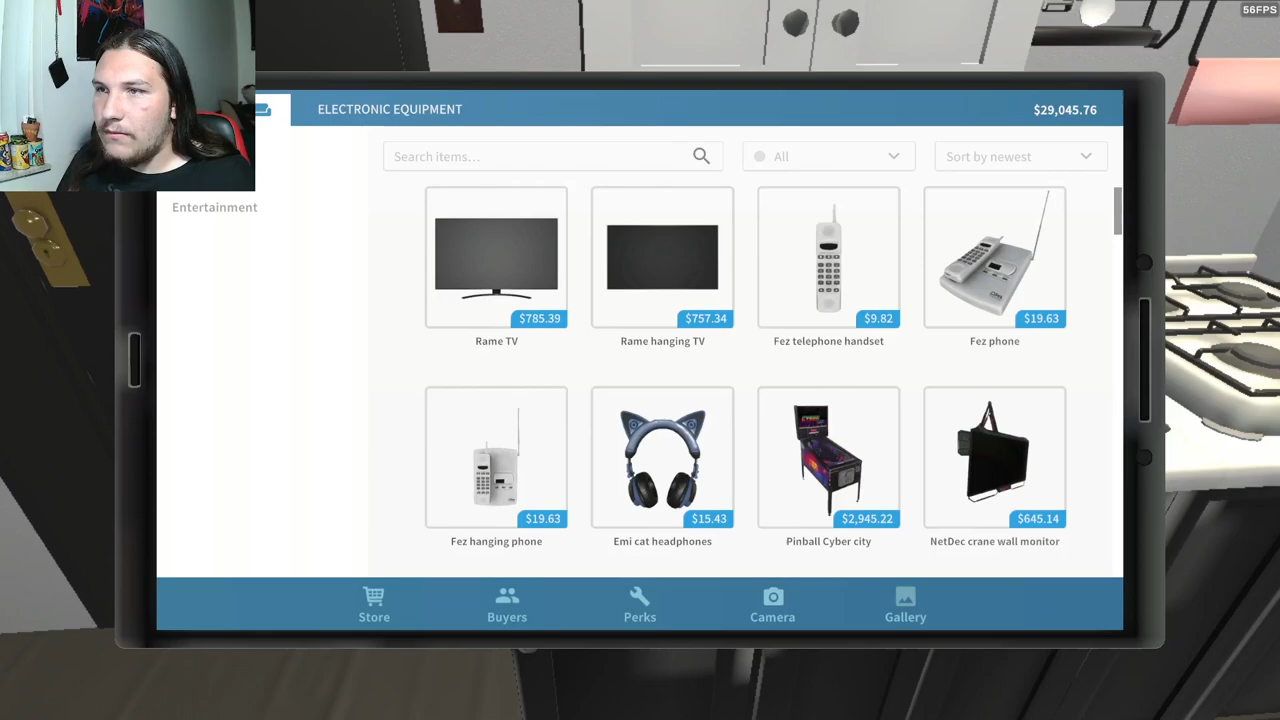 56FPS
ELECTRONIC EQUIPMENT
$29,045.76
Search items...
All
Sort by newest
Entertainment
$785.39
$757.34
$9.82
$19.63
Rame TV
Rame hanging TV
Fez telephone handset
Fez phone
$19.63
$15.43
$2,945.22
$645.14
Fez hanging phone
Emi cat headphones
Pinball Cyber city
NetDec crane wall monitor
Store
Buyers
Perks
Camera
Gallery